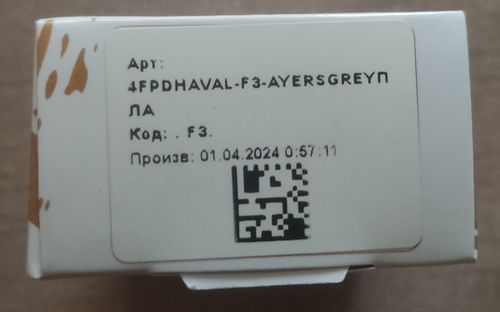 Арт:
4FPDHAVAL-F3-AYERSGREYП
ЛА
Код: . F3.
Произв: 01.04.2024 0:57:11